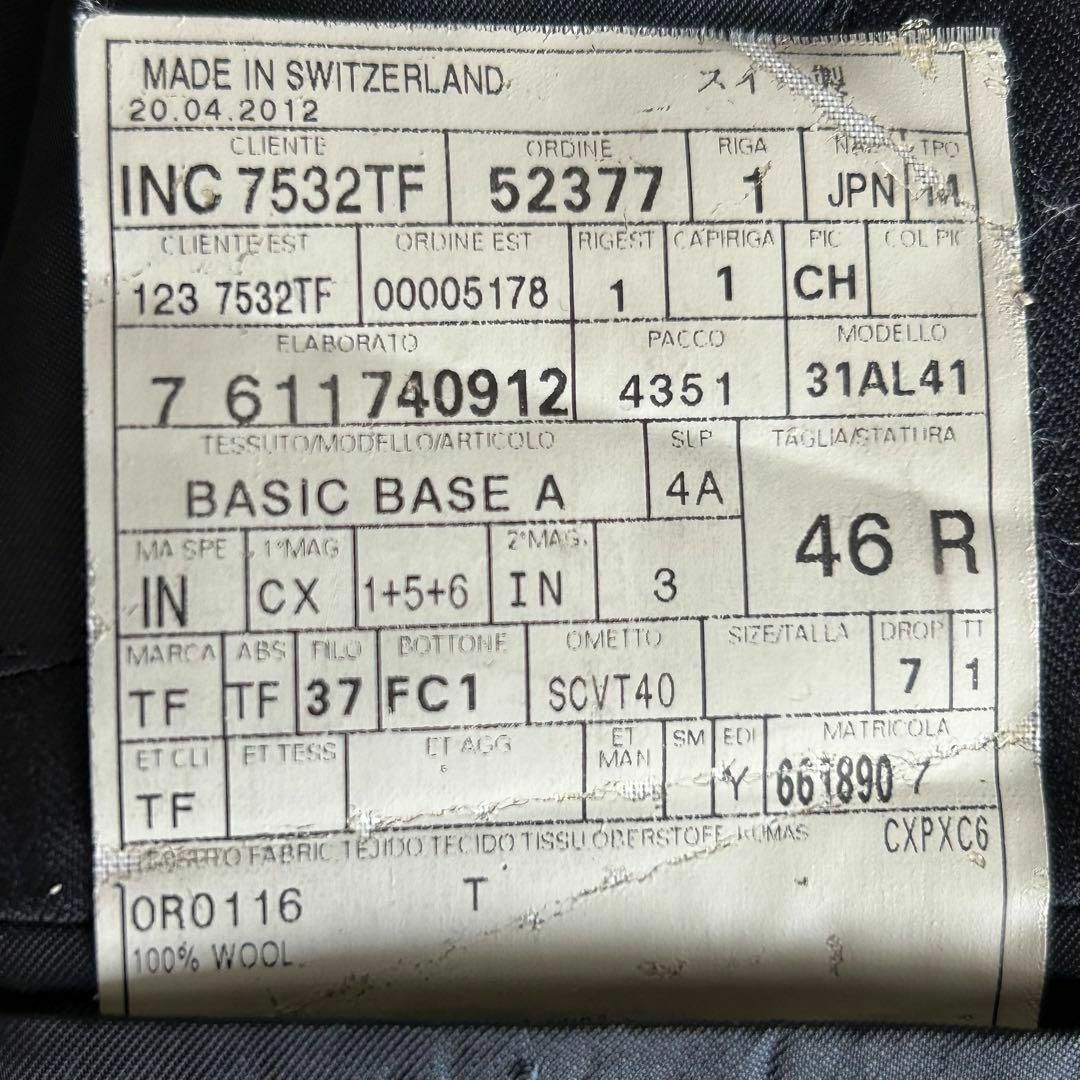 MADE IN SWITZERLAND スイ 製
20.04.2012
CLIENTE ORDINE RIGA NAZ TPO
INC 7532TF 52377 1 JPN 11
CLIENTE EST ORDINE EST RIGEST CAPIRIGA PIC COL PIC
123 7532TF 00005178 1 1 CH
ELABORATO PACCO MODELLO
7 611740912 4351 31AL41
TESSUTO/MODELLO/ARTICOLO SLP TAGLIA/STATURA
BASIC BASE A 4A 46 R
MA SPE 1°MAG 2°MAG.
IN CX 1+5+6 IN 3
MARCA ABS FILO BOTTONE OMETTO SIZE/TALLA DROP TT
TF TF 37 FC1 SCVT40 7 1
ET CLI ET TESS ET AGG ET MAN SM EDI MATRICOLA
TF Y 661890 7
FABRIC TEJIDO TECIDO TISSU OBERSTOFF KUMAS CXPXC6
0R0116 T
100% WOOL